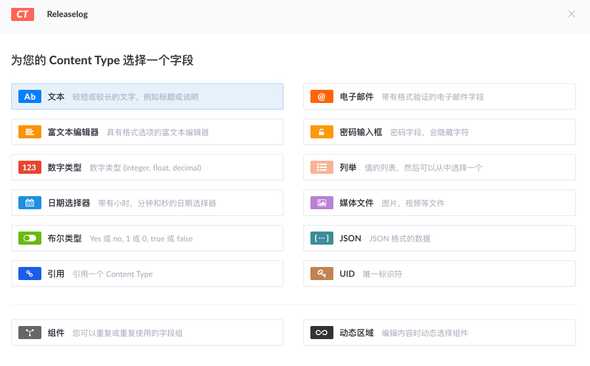 CT Releaselog
为您的 Content Type 选择一个字段
Ab 文本 较短或较长的文字，例如标题或说明
@ 电子邮件 带有格式验证的电子邮件字段
富文本编辑器 具有格式选项的富文本编辑器
密码输入框 密码字段，会隐藏字符
123 数字类型 数字类型 (integer, float, decimal)
列举 值的列表，然后可以从中选择一个
日期选择器 带有小时，分钟和秒的日期选择器
媒体文件 图片，视频等文件
布尔类型 Yes 或 no, 1 或 0, true 或 false
JSON JSON 格式的数据
引用 引用一个 Content Type
UID 唯一标识符
组件 您可以重复或重复使用的字段组
动态区域 编辑内容时动态选择组件